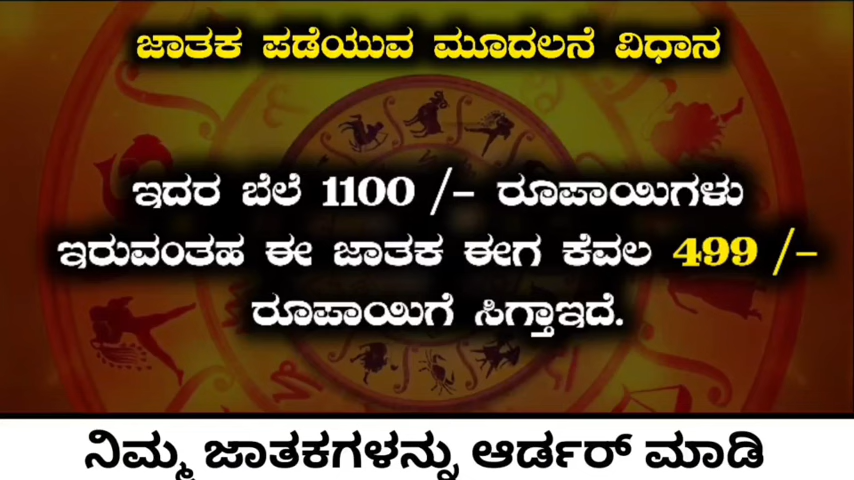 ಜಾತಕ ಪಡೆಯುವ ಮೂದಲನೆ ವಿಧಾನ
ಇದರ ಬೆಲೆ 1100 /- ರೂಪಾಯಿಗಳು
ಇರುವಂತಹ ಈ ಜಾತಕ ಈಗ ಕೆವಲ 499 /-
ರೂಪಾಯಿಗೆ ಸಿಗ್ತಾಇದೆ.
ನಿಮ್ಮ ಜಾತಕಗಳನ್ನು ಆರ್ಡರ್ ಮಾಡಿ